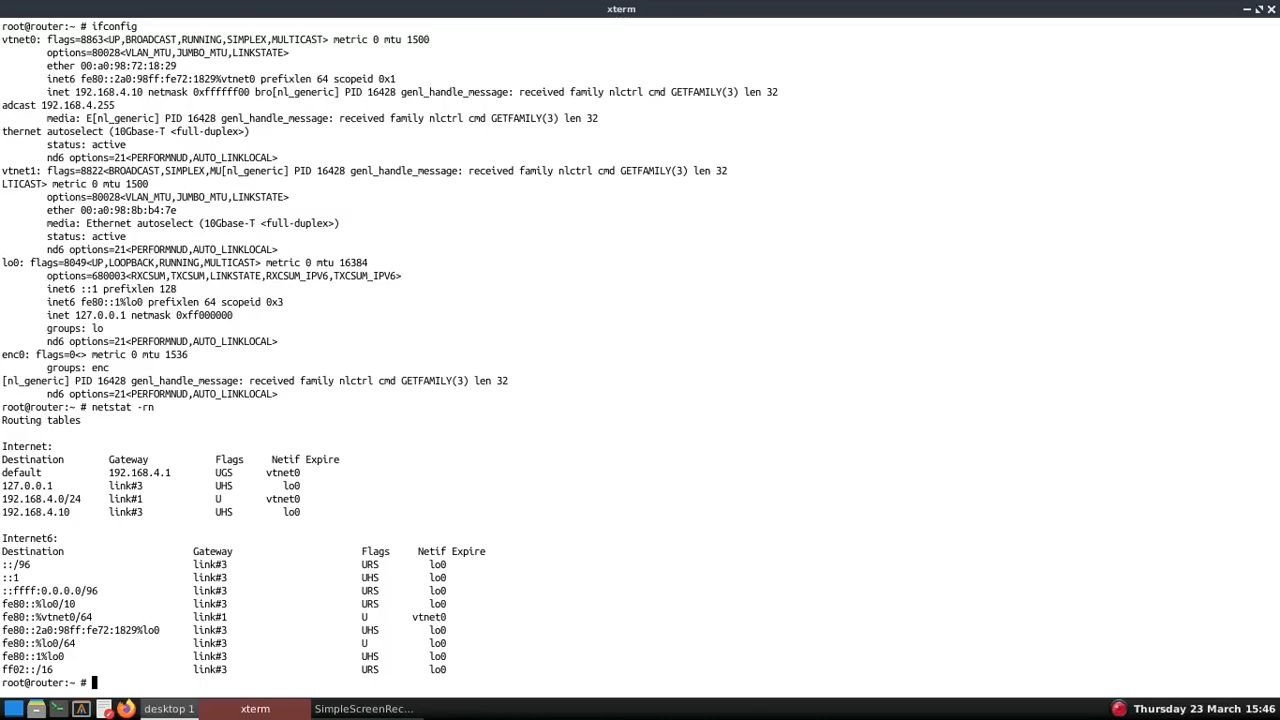 xterm
root@router:~ # ifconfig
vtnet0: flags=8863<UP,BROADCAST,RUNNING,SIMPLEX,MULTICAST> metric 0 mtu 1500
options=80028<VLAN_MTU,JUMBO_MTU,LINKSTATE>
ether 00:a0:98:72:18:29
inet6 fe80::2a0:98ff:fe72:1829%vtnet0 prefixlen 64 scopeid 0x1
inet 192.168.4.10 netmask 0xffffff00 bro[nl_generic] PID 16428 genl_handle_message: received family nlctrl cmd GETFAMILY(3) len 32
adcast 192.168.4.255
media: E[nl_generic] PID 16428 genl_handle_message: received family nlctrl cmd GETFAMILY(3) len 32
thernet autoselect (10Gbase-T <full-duplex>)
status: active
nd6 options=21<PERFORMNUD,AUTO_LINKLOCAL>
vtnet1: flags=8822<BROADCAST,SIMPLEX,MU[nl_generic] PID 16428 genl_handle_message: received family nlctrl cmd GETFAMILY(3) len 32
LTICAST> metric 0 mtu 1500
options=80028<VLAN_MTU,JUMBO_MTU,LINKSTATE>
ether 00:a0:98:8b:b4:7e
media: Ethernet autoselect (10Gbase-T <full-duplex>)
status: active
nd6 options=21<PERFORMNUD,AUTO_LINKLOCAL>
lo0: flags=8049<UP,LOOPBACK,RUNNING,MULTICAST> metric 0 mtu 16384
options=680003<RXCSUM,TXCSUM,LINKSTATE,RXCSUM_IPV6,TXCSUM_IPV6>
inet6 ::1 prefixlen 128
inet6 fe80::1%lo0 prefixlen 64 scopeid 0x3
inet 127.0.0.1 netmask 0xff000000
groups: lo
nd6 options=21<PERFORMNUD,AUTO_LINKLOCAL>
enc0: flags=0<> metric 0 mtu 1536
groups: enc
[nl_generic] PID 16428 genl_handle_message: received family nlctrl cmd GETFAMILY(3) len 32
nd6 options=21<PERFORMNUD,AUTO_LINKLOCAL>
root@router:~ # netstat -rn
Routing tables
Internet:
Destination Gateway Flags Netif Expire
default 192.168.4.1 UGS vtnet0
127.0.0.1 link#3 UHS lo0
192.168.4.0/24 link#1 U vtnet0
192.168.4.10 link#3 UHS lo0
Internet6:
Destination Gateway Flags Netif Expire
::/96 link#3 URS lo0
::1 link#3 UHS lo0
::ffff:0.0.0.0/96 link#3 URS lo0
fe80::%lo0/10 link#3 URS lo0
fe80::%vtnet0/64 link#1 U vtnet0
fe80::2a0:98ff:fe72:1829%lo0 link#3 UHS lo0
fe80::%lo0/64 link#3 U lo0
fe80::1%lo0 link#3 UHS lo0
ff02::/16 link#3 URS lo0
root@router:~ #
desktop 1 xterm SimpleScreenRec... Thursday 23 March 15:46